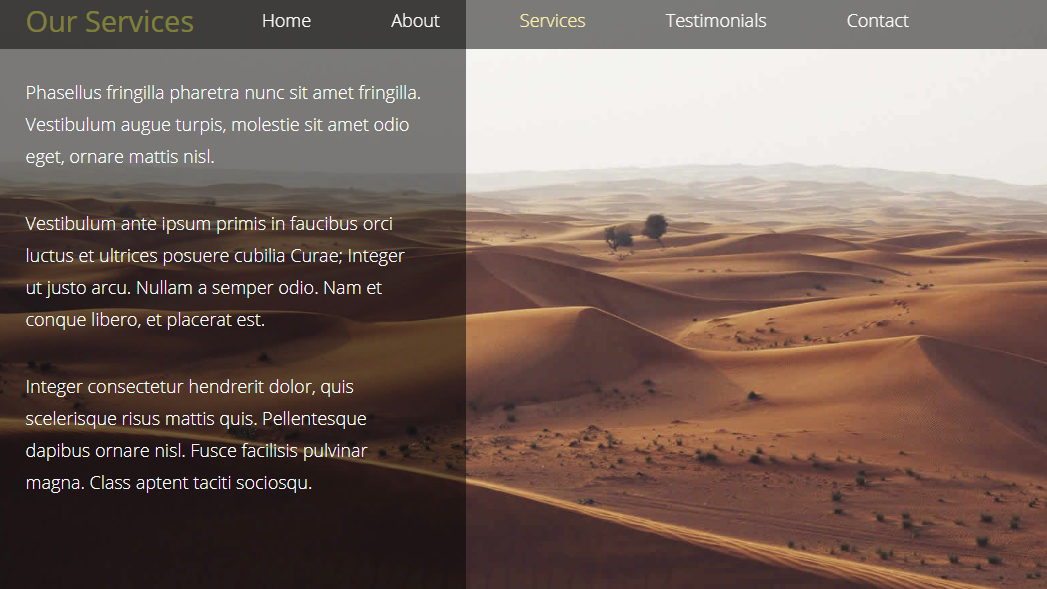 Our Services Home About Services Testimonials Contact
Phasellus fringilla pharetra nunc sit amet fringilla.
Vestibulum augue turpis, molestie sit amet odio
eget, ornare mattis nisl.
Vestibulum ante ipsum primis in faucibus orci
luctus et ultrices posuere cubilia Curae; Integer
ut justo arcu. Nullam a semper odio. Nam et
conque libero, et placerat est.
Integer consectetur hendrerit dolor, quis
scelerisque risus mattis quis. Pellentesque
dapibus ornare nisl. Fusce facilisis pulvinar
magna. Class aptent taciti sociosqu.